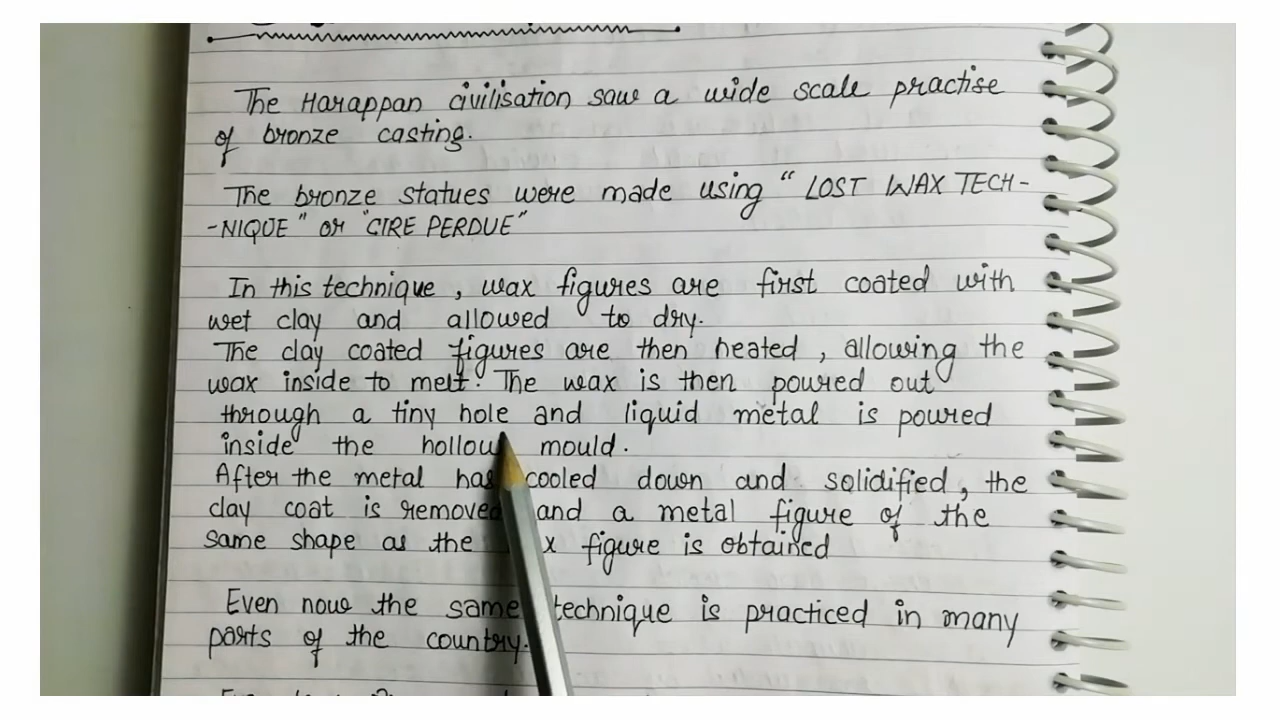 The Harappan civilisation saw a wide scale practise
of bronze casting.
The bronze statues were made using " LOST WAX TECH-
-NIQUE " or "CIRE PERDUE"
In this technique , wax figures are first coated with
wet clay and allowed to dry.
The clay coated figures are then heated , allowing the
wax inside to melt. The wax is then poured out
through a tiny hole and liquid metal is poured
inside the hollow mould.
After the metal has cooled down and solidified, the
clay coat is removed and a metal figure of the
same shape as the figure is obtained
Even now the same technique is practiced in many
parts of the country.